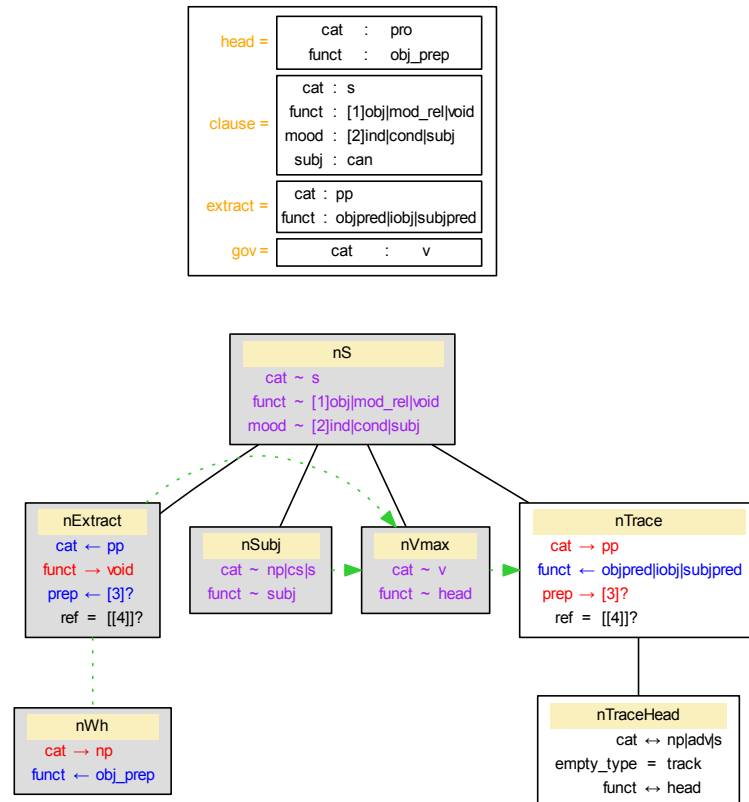 head =
cat : pro
funct : obj_prep
clause =
cat : s
funct : [1]obj|mod_rel|void
mood : [2]ind|cond|subj
subj : can
extract =
cat : pp
funct : objpred|iobj|subjpred
gov =
cat : v
nS
cat ~ s
funct ~ [1]obj|mod_rel|void
mood ~ [2]ind|cond|subj
nExtract
cat ← pp
funct → void
prep ← [3]?
ref = [[4]]?
nSubj
cat ~ np|cs|s
funct ~ subj
nVmax
cat ~ v
funct ~ head
nTrace
cat → pp
funct ← objpred|iobj|subjpred
prep → [3]?
ref = [[4]]?
nWh
cat → np
funct ← obj_prep
nTraceHead
cat ↔ np|adv|s
empty_type = track
funct ↔ head